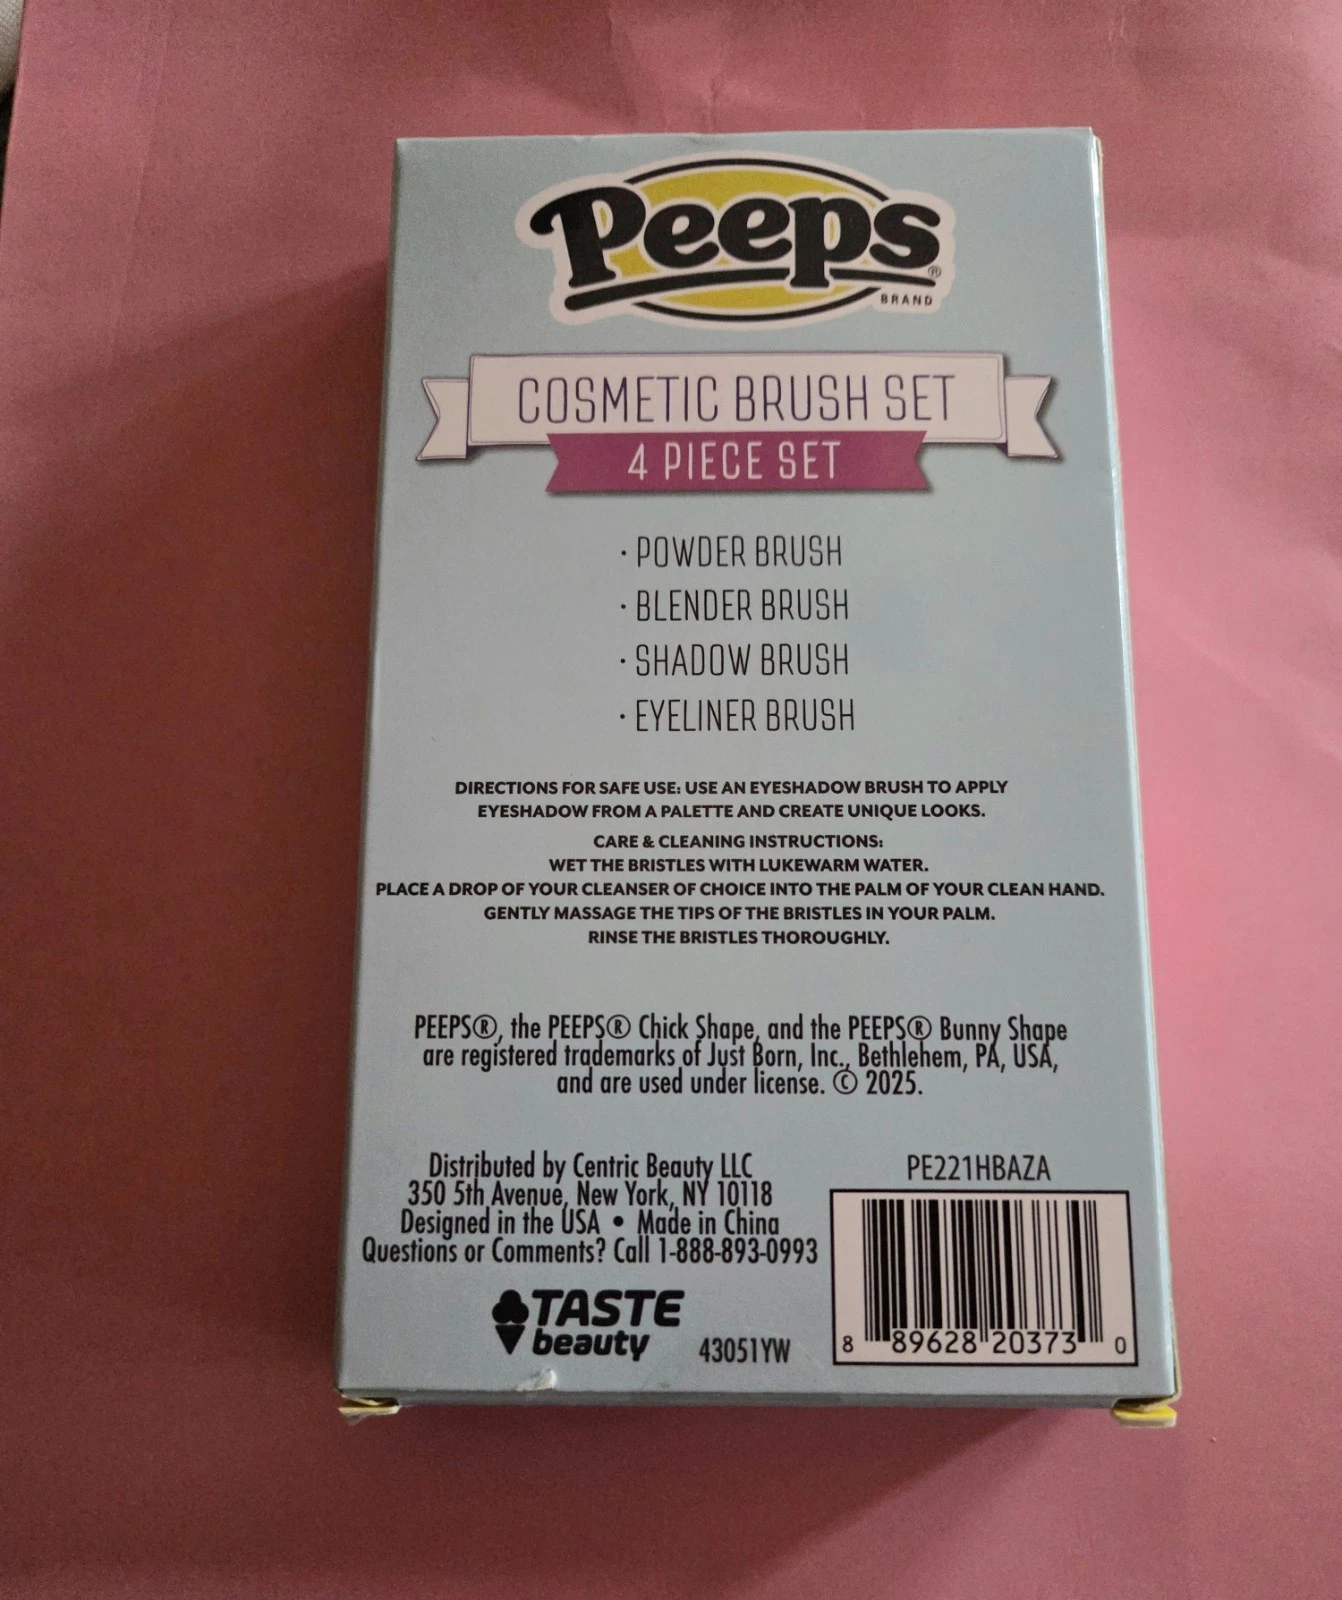 Peeps®
BRAND
COSMETIC BRUSH SET
4 PIECE SET
· POWDER BRUSH
· BLENDER BRUSH
· SHADOW BRUSH
· EYELINER BRUSH
DIRECTIONS FOR SAFE USE: USE AN EYESHADOW BRUSH TO APPLY
EYESHADOW FROM A PALETTE AND CREATE UNIQUE LOOKS.
CARE & CLEANING INSTRUCTIONS:
WET THE BRISTLES WITH LUKEWARM WATER.
PLACE A DROP OF YOUR CLEANSER OF CHOICE INTO THE PALM OF YOUR CLEAN HAND.
GENTLY MASSAGE THE TIPS OF THE BRISTLES IN YOUR PALM.
RINSE THE BRISTLES THOROUGHLY.
PEEPS®, the PEEPS® Chick Shape, and the PEEPS® Bunny Shape
are registered trademarks of Just Born, Inc., Bethlehem, PA, USA,
and are used under license. © 2025.
Distributed by Centric Beauty LLC
350 5th Avenue, New York, NY 10118
Designed in the USA • Made in China
Questions or Comments? Call 1-888-893-0993
TASTE
beauty
43051YW
PE221HBAZA
8 89628 20373 0